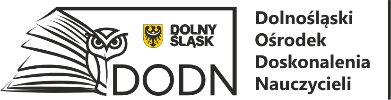 DOLNY
ŚLĄSK
DODN
Dolnośląski
Ośrodek
Doskonalenia
Nauczycieli